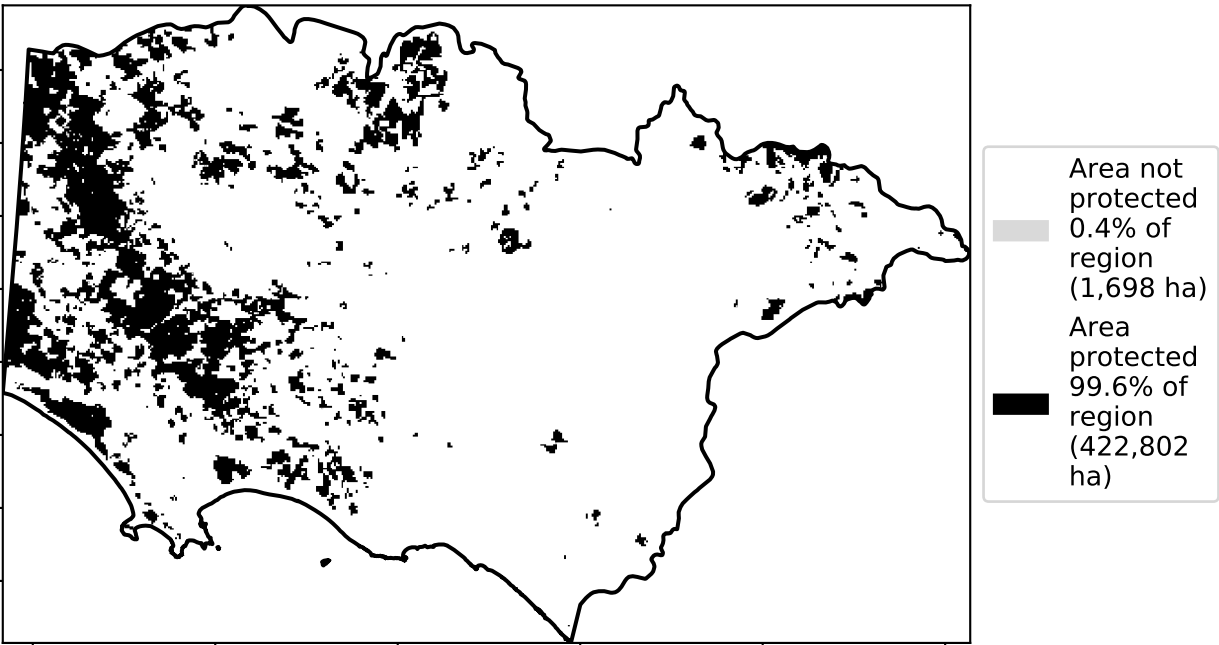 Area not
protected
0.4% of
region
(1,698 ha)
Area
protected
99.6% of
region
(422,802
ha)